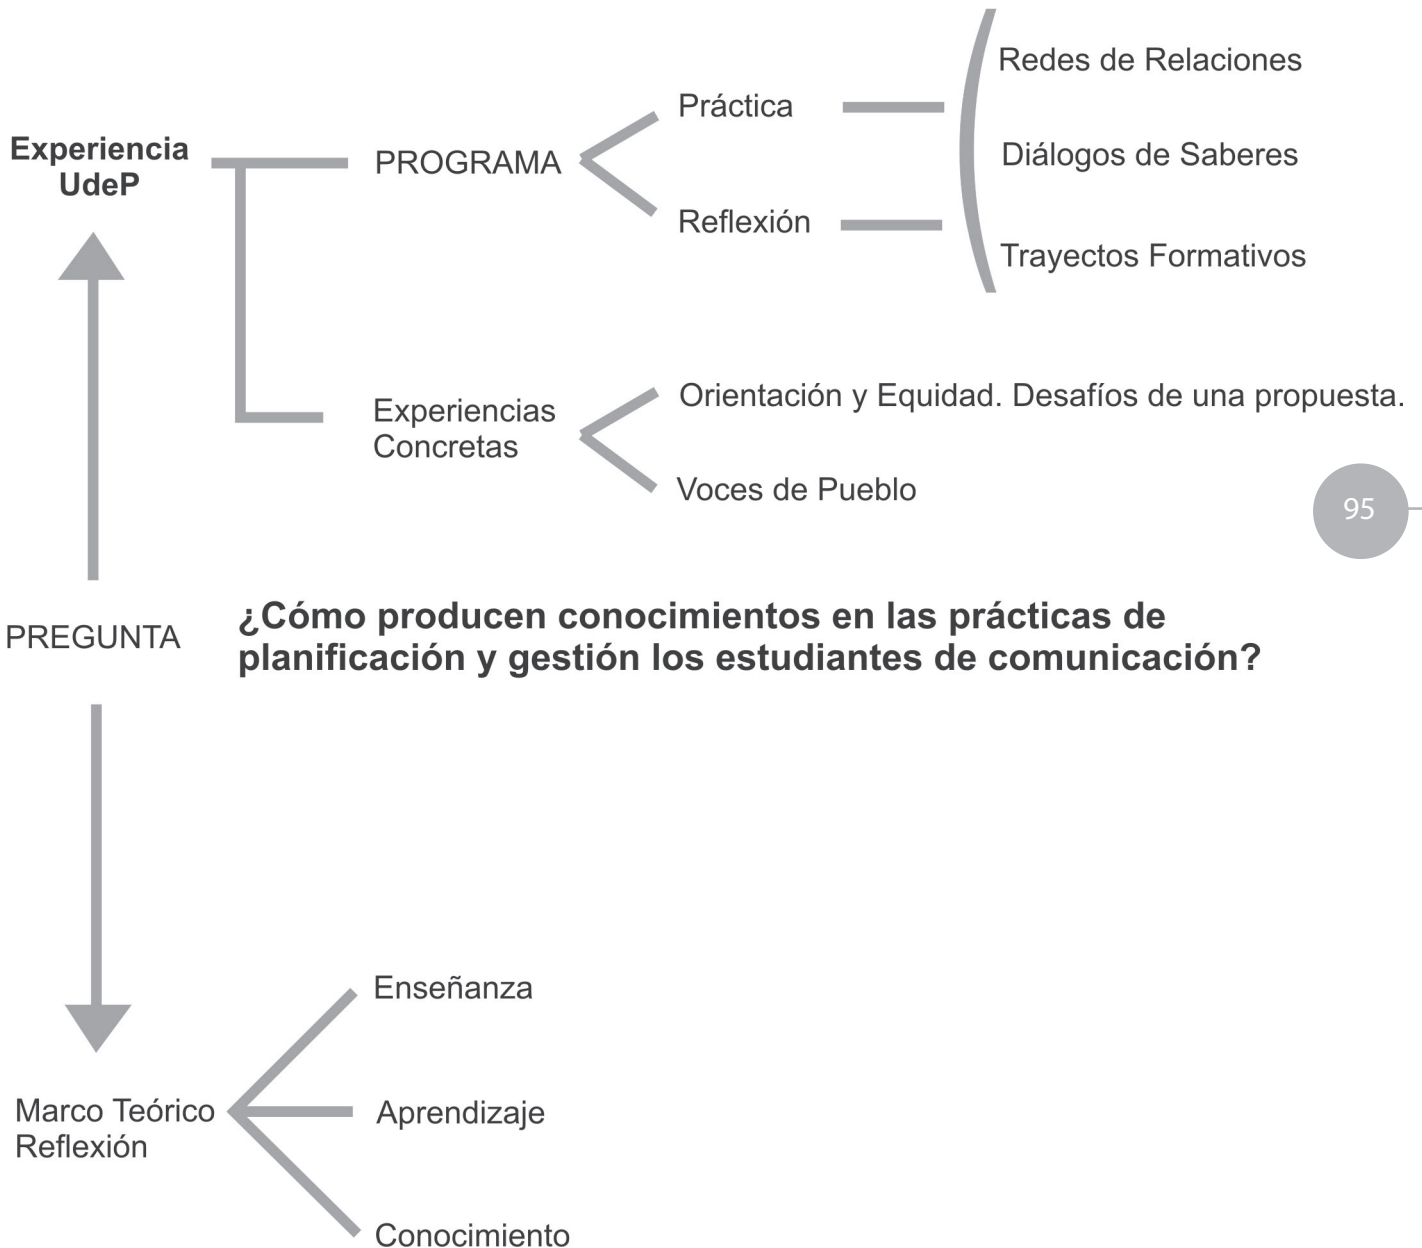 Redes de Relaciones
Práctica
Experiencia
UdeP
PROGRAMA
Diálogos de Saberes
Reflexión
Trayectos Formativos
Experiencias
Concretas
Orientación y Equidad. Desafíos de una propuesta.
Voces de Pueblo
95
PREGUNTA
¿Cómo producen conocimientos en las prácticas de
planificación y gestión los estudiantes de comunicación?
Enseñanza
Marco Teórico
Reflexión
Aprendizaje
Conocimiento